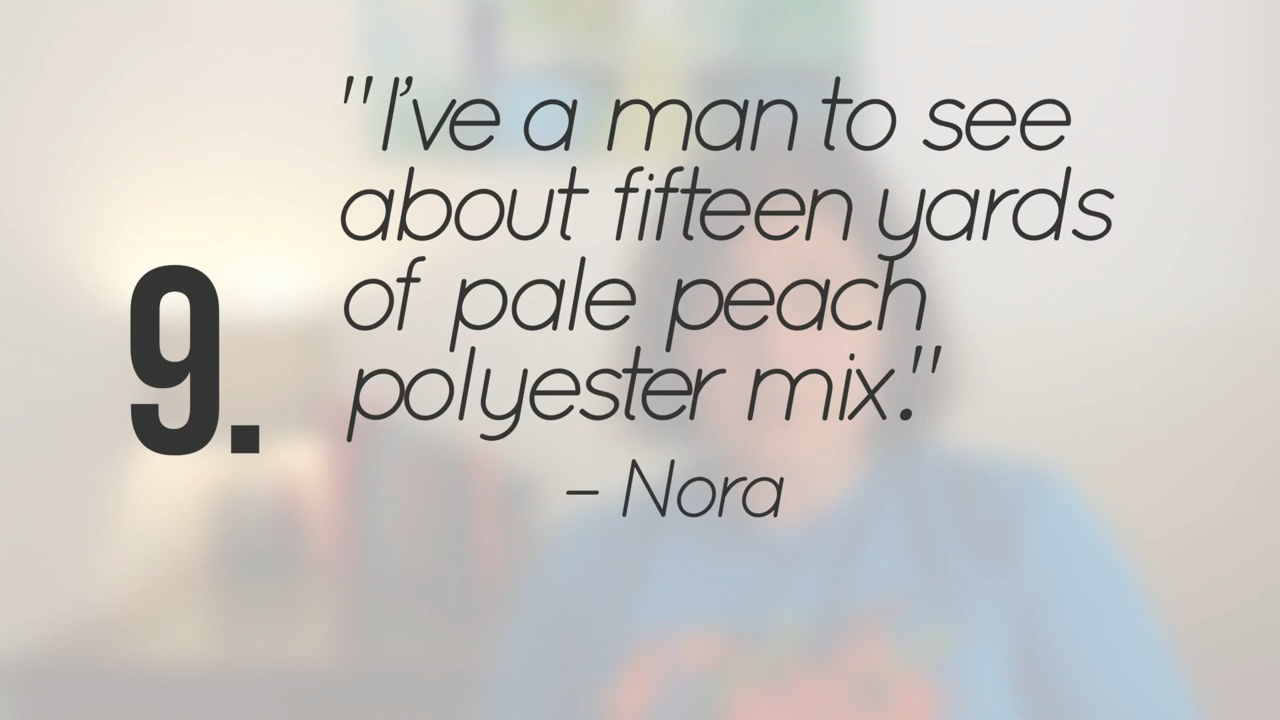 9.
"I've a man to see
about fifteen yards
of pale peach
polyester mix."
– Nora